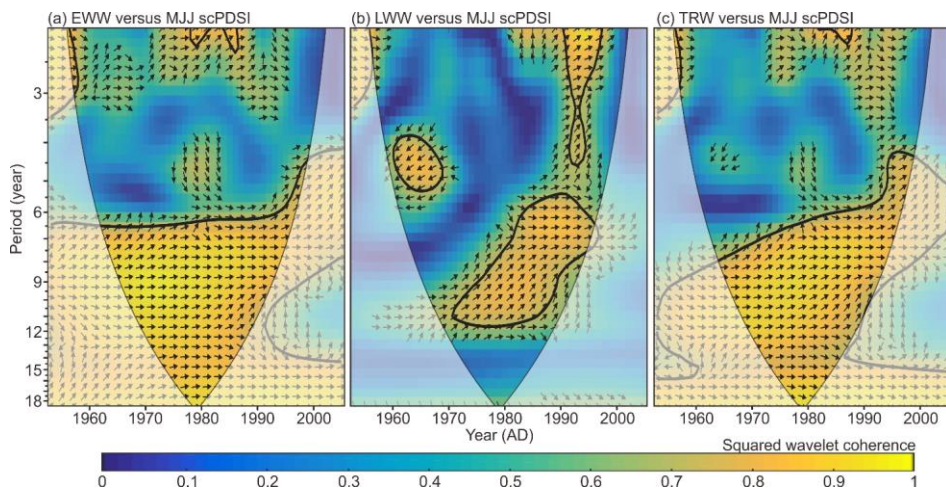 (a) EWW versus MJJ scPDSI (b) LWW versus MJJ scPDSI (c) TRW versus MJJ scPDSI
Period (year)
3
6
9
12
15
18
1960 1970 1980 1990 2000 1960 1970 1980 1990 2000 1960 1970 1980 1990 2000
Year (AD)
Squared wavelet coherence
0 0.1 0.2 0.3 0.4 0.5 0.6 0.7 0.8 0.9 1